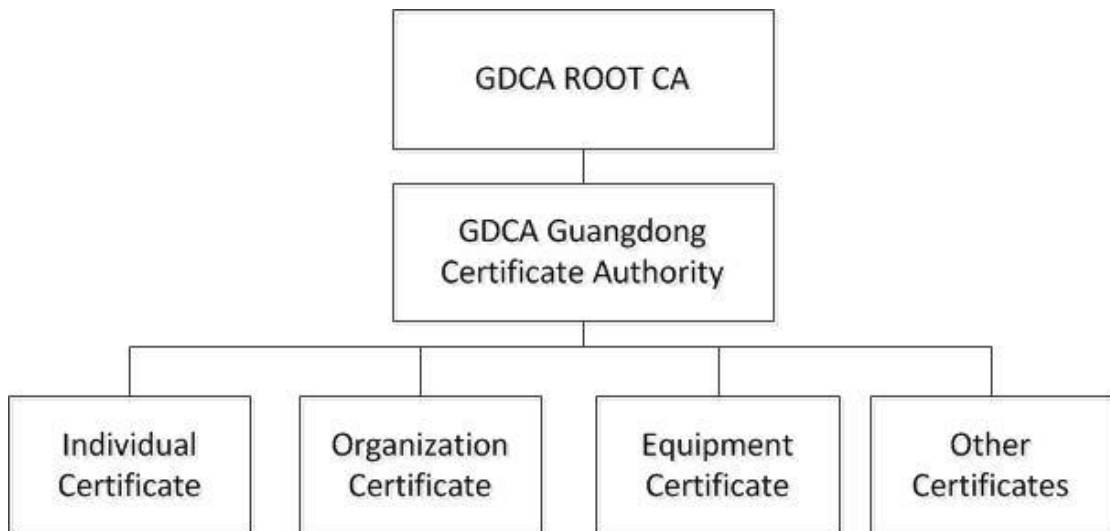 GDCA ROOT CA
GDCA Guangdong
Certificate Authority
Individual
Certificate
Organization
Certificate
Equipment
Certificate
Other
Certificates